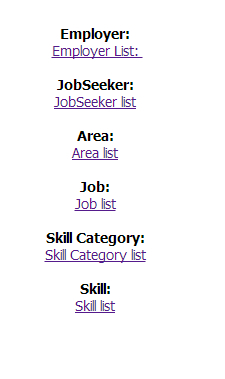 Employer:
Employer List:
JobSeeker:
JobSeeker list
Area:
Area list
Job:
Job list
Skill Category:
Skill Category list
Skill:
Skill list